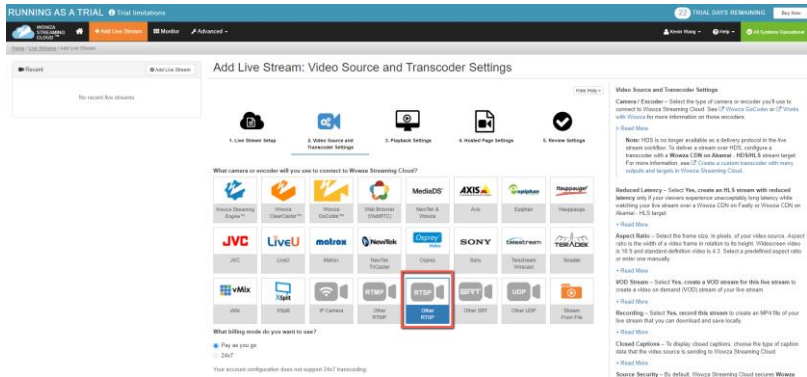 RUNNING AS A TRIAL Trial limitations
22 TRIAL DAYS REMAINING Buy Now
WOWZA STREAMING CLOUD + Add Live Stream Monitor Advanced Kevin Wang Help All Systems Operational
Home / Live Streams / Add Live Stream
Recent Add Live Stream
No recent live streams
Add Live Stream: Video Source and Transcoder Settings
Hide Help >
1. Live Stream Setup
2. Video Source and Transcoder Settings
3. Playback Settings
4. Hosted Page Settings
5. Review Settings
What camera or encoder will you use to connect to Wowza Streaming Cloud?
MediaDS AXIS epiphan Hauppauge!
Wowza Streaming Engine™ Wowza ClearCaster™ Wowza GoCoder™ Web Browser (WebRTC) NewTek & Wowza Axis Epiphan Hauppauge
JVC LiveU matrox NewTek Osprey SONY telestream TERADEK
JVC LiveU Matrox NewTek TriCaster Osprey Sony Telestream Wirecast Teradek
vMix XSplit RTMP RTSP SRT UDP
vMix XSplit IP Camera Other RTMP Other RTSP Other SRT Other UDP Stream From File
What billing mode do you want to use?
Pay as you go
24x7
Your account configuration does not support 24x7 transcoding.
Video Source and Transcoder Settings
Camera / Encoder – Select the type of camera or encoder you'll use to
connect to Wowza Streaming Cloud. See Wowza GoCoder or Works
with Wowza for more information on those encoders.
+ Read More
Note: HDS is no longer available as a delivery protocol in the live
stream workflow. To deliver a stream over HDS, configure a
transcoder with a Wowza CDN on Akamai - HDS/HLS stream target.
For more information, see Create a custom transcoder with many
outputs and targets in Wowza Streaming Cloud.
Reduced Latency – Select Yes, create an HLS stream with reduced
latency only if your viewers experience unacceptably long latency while
watching your live stream over a Wowza CDN on Fastly or Wowza CDN on
Akamai - HLS target.
+ Read More
Aspect Ratio – Select the frame size, in pixels, of your video source. Aspect
ratio is the width of a video frame in relation to its height. Widescreen video
is 16:9 and standard-definition video is 4:3. Select a predefined aspect ratio
or enter one manually.
+ Read More
VOD Stream – Select Yes, create a VOD stream for this live stream to
create a video on demand (VOD) stream of your live stream.
+ Read More
Recording – Select Yes, record this stream to create an MP4 file of your
live stream that you can download and save locally.
+ Read More
Closed Captions – To display closed captions, choose the type of caption
data that the video source is sending to Wowza Streaming Cloud.
+ Read More
Source Security – By default, Wowza Streaming Cloud secures Wowza